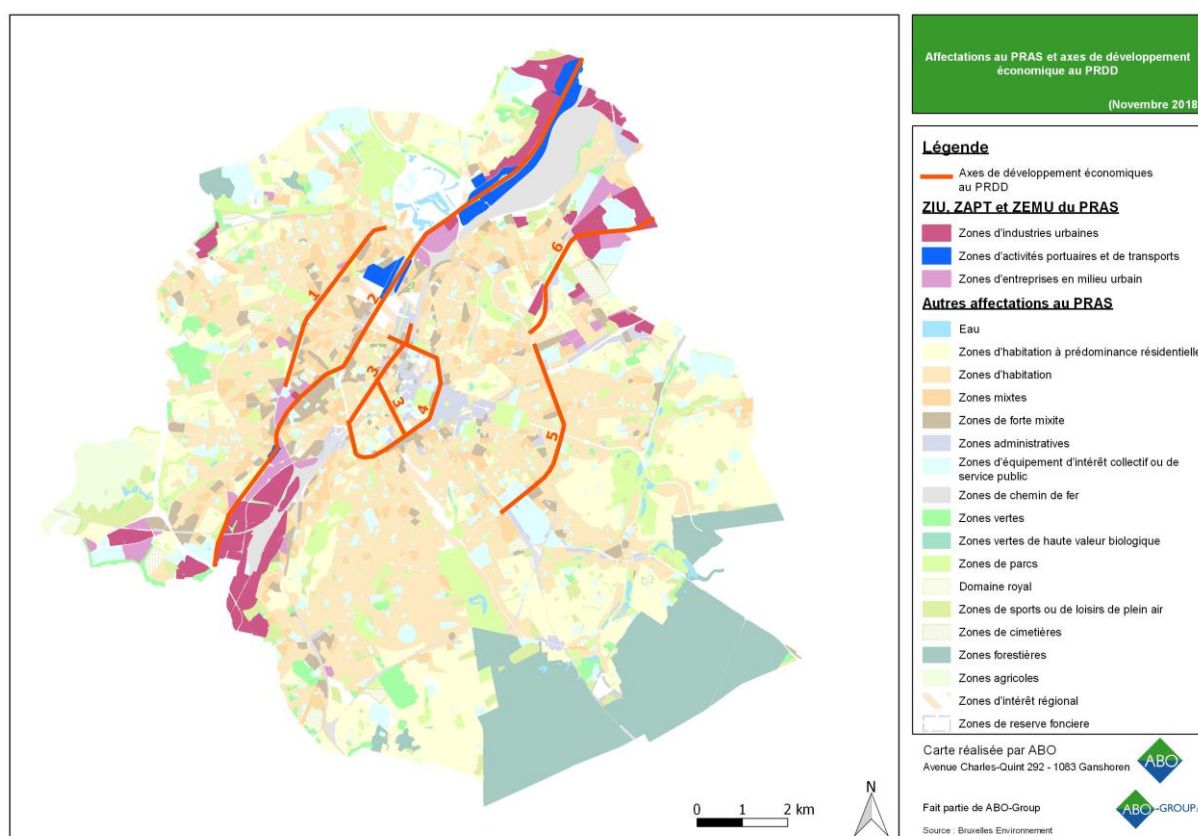 Affectations au PRAS et axes de développement
économique au PRDD
(Novembre 2018
Légende
Axes de développement économiques
au PRDD
ZIU, ZAPT et ZEMU du PRAS
Zones d'industries urbaines
Zones d'activités portuaires et de transports
Zones d'entreprises en milieu urbain
Autres affectations au PRAS
Eau
Zones d'habitation à prédominance résidentielle
Zones d'habitation
Zones mixtes
Zones de forte mixite
Zones administratives
Zones d'équipement d'intérêt collectif ou de
service public
Zones de chemin de fer
Zones vertes
Zones vertes de haute valeur biologique
Zones de parcs
Domaine royal
Zones de sports ou de loisirs de plein air
Zones de cimetières
Zones forestières
Zones agricoles
Zones d'intérêt régional
Zones de reserve fonciere
Carte réalisée par ABO
Avenue Charles-Quint 292 - 1083 Ganshoren
ABO
Fait partie de ABO-Group
ABO-GROUP
Source : Bruxelles Environnement
1
2
3
3
4
5
6
0 1 2 km
N